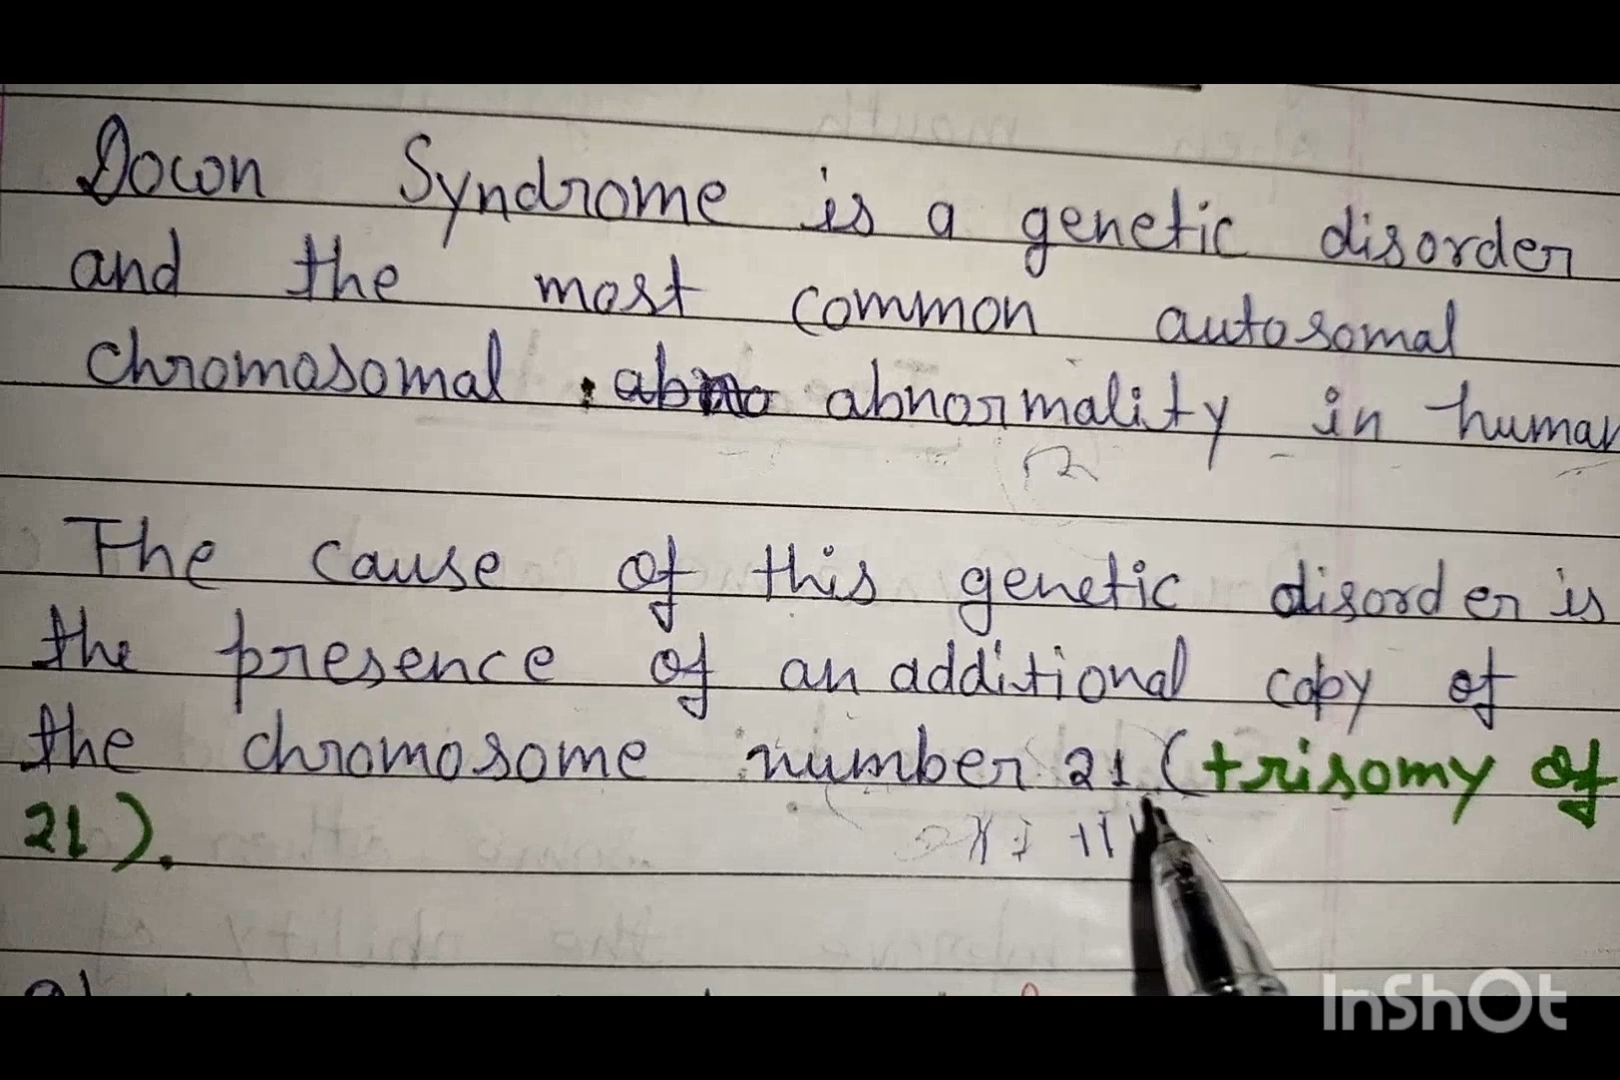 Down Syndrome is a genetic disorder
and the most common autosomal
chromosomal abno abnormality in human
The cause of this genetic disorder is
the presence of an additional copy of
the chromosome number 21 (trisomy of
21).
InShOt